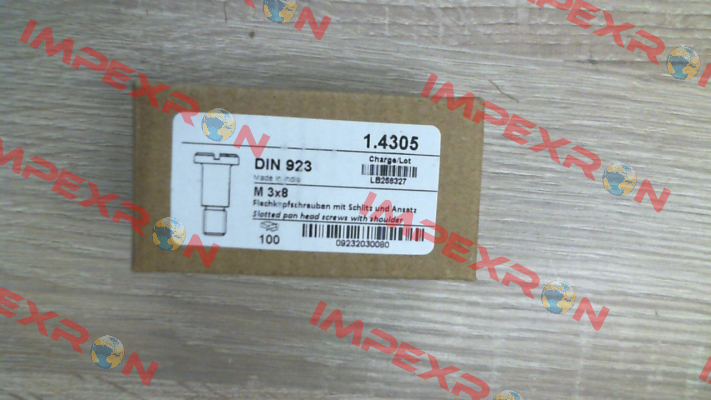 1.4305
DIN 923
Charge/Lot
Made in India
LB258327
M 3x8
Flachkopfschrauben mit Schlitz und Ansatz
Slotted pan head screws with shoulder
100
09232030080
IMPEXRON
IMPEXRON
IMPEXRON
IMPEXRON
IMPEXRON
IMPEXRON